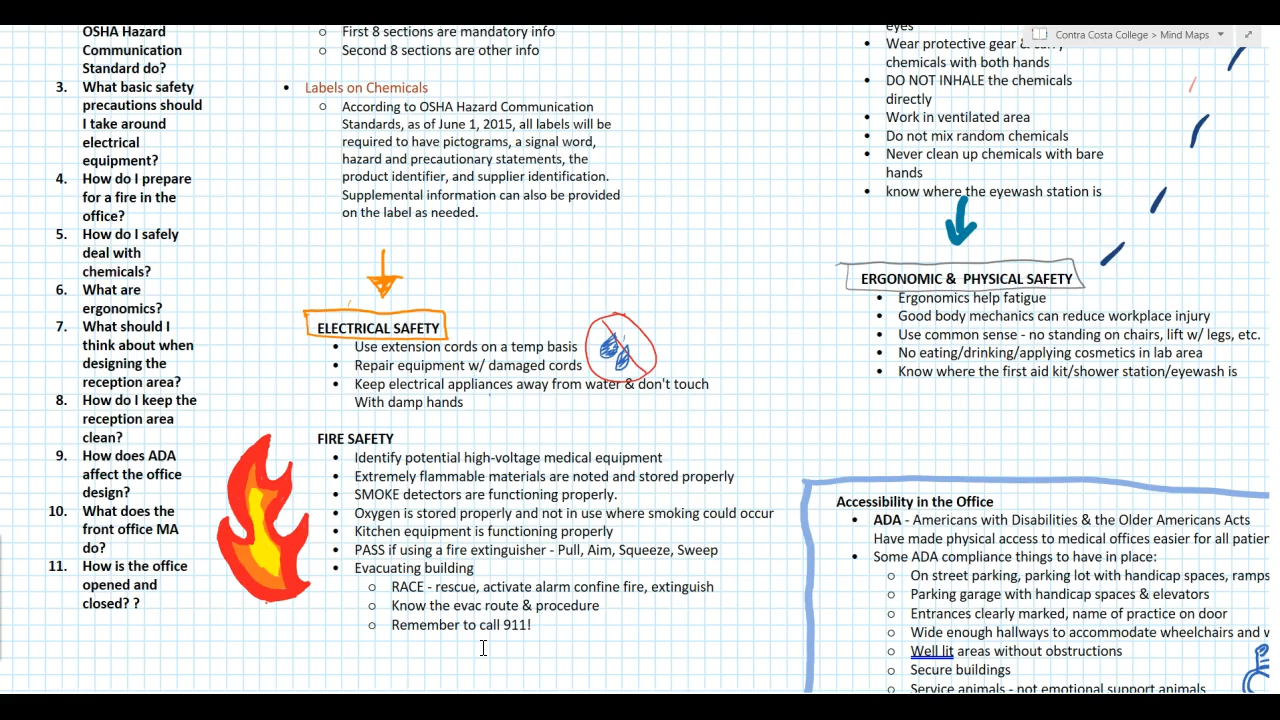 OSHA Hazard
Communication
Standard do?
3. What basic safety
precautions should
I take around
electrical
equipment?
4. How do I prepare
for a fire in the
office?
5. How do I safely
deal with
chemicals?
6. What are
ergonomics?
7. What should I
think about when
designing the
reception area?
8. How do I keep the
reception area
clean?
9. How does ADA
affect the office
design?
10. What does the
front office MA
do?
11. How is the office
opened and
closed? ?
o First 8 sections are mandatory info
o Second 8 sections are other info
• Labels on Chemicals
o According to OSHA Hazard Communication
Standards, as of June 1, 2015, all labels will be
required to have pictograms, a signal word,
hazard and precautionary statements, the
product identifier, and supplier identification.
Supplemental information can also be provided
on the label as needed.
ELECTRICAL SAFETY
• Use extension cords on a temp basis
• Repair equipment w/ damaged cords
• Keep electrical appliances away from water & don't touch
With damp hands
FIRE SAFETY
• Identify potential high-voltage medical equipment
• Extremely flammable materials are noted and stored properly
• SMOKE detectors are functioning properly.
• Oxygen is stored properly and not in use where smoking could occur
• Kitchen equipment is functioning properly
• PASS if using a fire extinguisher - Pull, Aim, Squeeze, Sweep
• Evacuating building
o RACE - rescue, activate alarm confine fire, extinguish
o Know the evac route & procedure
o Remember to call 911!
Contra Costa College > Mind Maps
eyes
• Wear protective gear & carry
chemicals with both hands
• DO NOT INHALE the chemicals
directly
• Work in ventilated area
• Do not mix random chemicals
• Never clean up chemicals with bare
hands
• know where the eyewash station is
ERGONOMIC & PHYSICAL SAFETY
• Ergonomics help fatigue
• Good body mechanics can reduce workplace injury
• Use common sense - no standing on chairs, lift w/ legs, etc.
• No eating/drinking/applying cosmetics in lab area
• Know where the first aid kit/shower station/eyewash is
Accessibility in the Office
• ADA - Americans with Disabilities & the Older Americans Acts
Have made physical access to medical offices easier for all patien
• Some ADA compliance things to have in place:
o On street parking, parking lot with handicap spaces, ramps
o Parking garage with handicap spaces & elevators
o Entrances clearly marked, name of practice on door
o Wide enough hallways to accommodate wheelchairs and w
o Well lit areas without obstructions
o Secure buildings
o Service animals - not emotional support animals